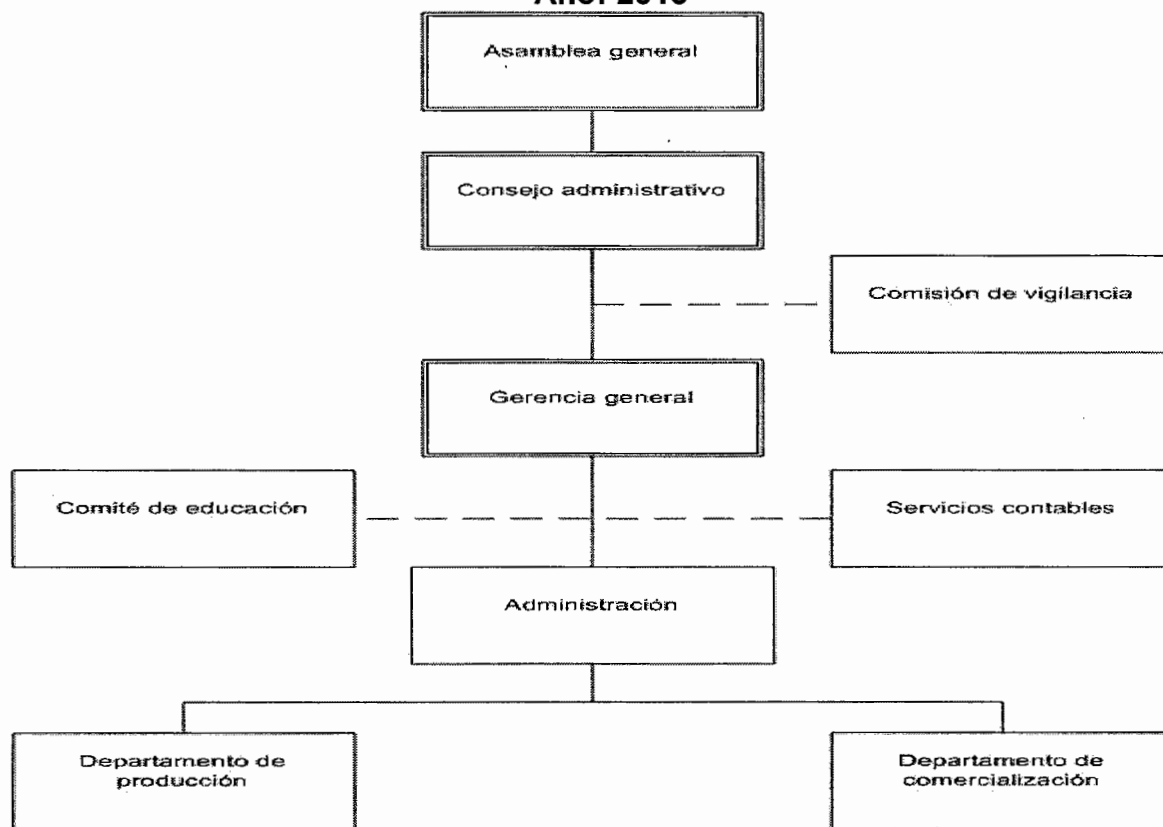 Asamblea general
Consejo administrativo
Comisión de vigilancia
Gerencia general
Comité de educación
Servicios contables
Administración
Departamento de
producción
Departamento de
comercialización